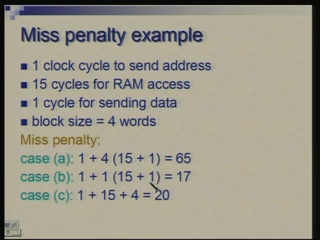 Miss penalty example
1 clock cycle to send address
15 cycles for RAM access
1 cycle for sending data
block size = 4 words
Miss penalty:
case (a): 1 + 4 (15 + 1) = 65
case (b): 1 + 1 (15 + 1) = 17
case (c): 1 + 15 + 4 = 20